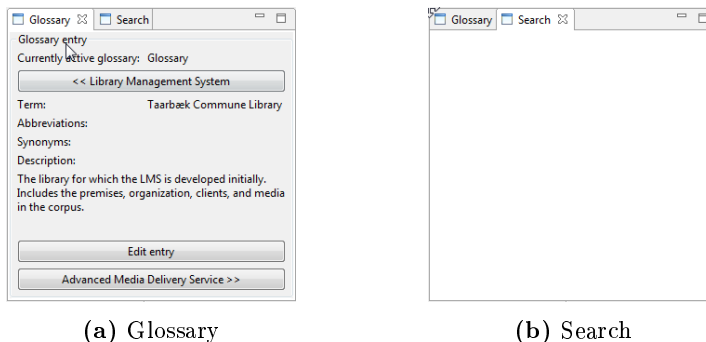 Glossary Search
Glossary entry
Currently active glossary: Glossary
<< Library Management System
Term: Taarbæk Commune Library
Abbreviations:
Synonyms:
Description:
The library for which the LMS is developed initially.
Includes the premises, organization, clients, and media
in the corpus.
Edit entry
Advanced Media Delivery Service >>
(a) Glossary
Glossary Search
(b) Search